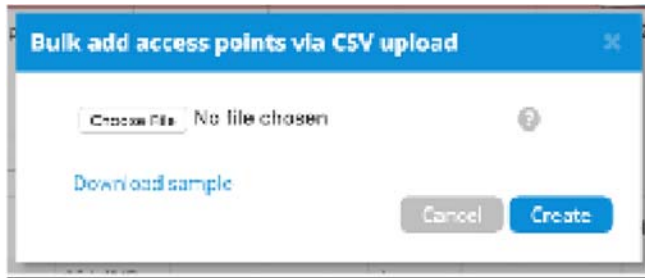 Bulk add access points via CSV upload
Choose File No file chosen
Download sample
Cancel Create